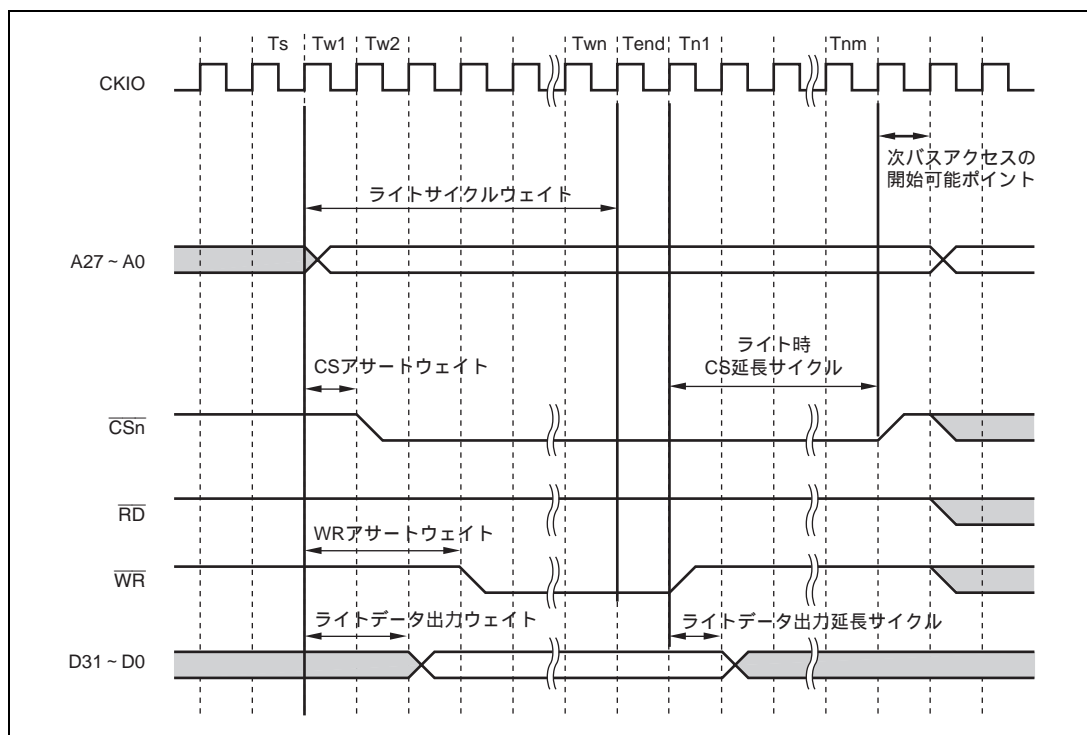 Ts Tw1 Tw2 Twn Tend Tn1 Tnm
CKIO
次バスアクセスの
開始可能ポイント
ライトサイクルウェイト
A27 ~ A0
ライト時
CS延長サイクル
CSアサートウェイト
CSn
RD
WRアサートウェイト
WR
ライトデータ出力ウェイト
ライトデータ出力延長サイクル
D31 ~ D0